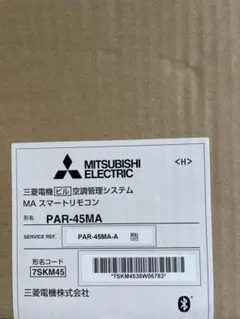 MITSUBISHI
ELECTRIC
<H>
三菱電機 ビル 空調管理システム
MA スマートリモコン
形名 PAR-45MA
SERVICE REF. PAR-45MA-A
形名コード
7SKM45
*7SKM4536W06783*
三菱電機株式会社